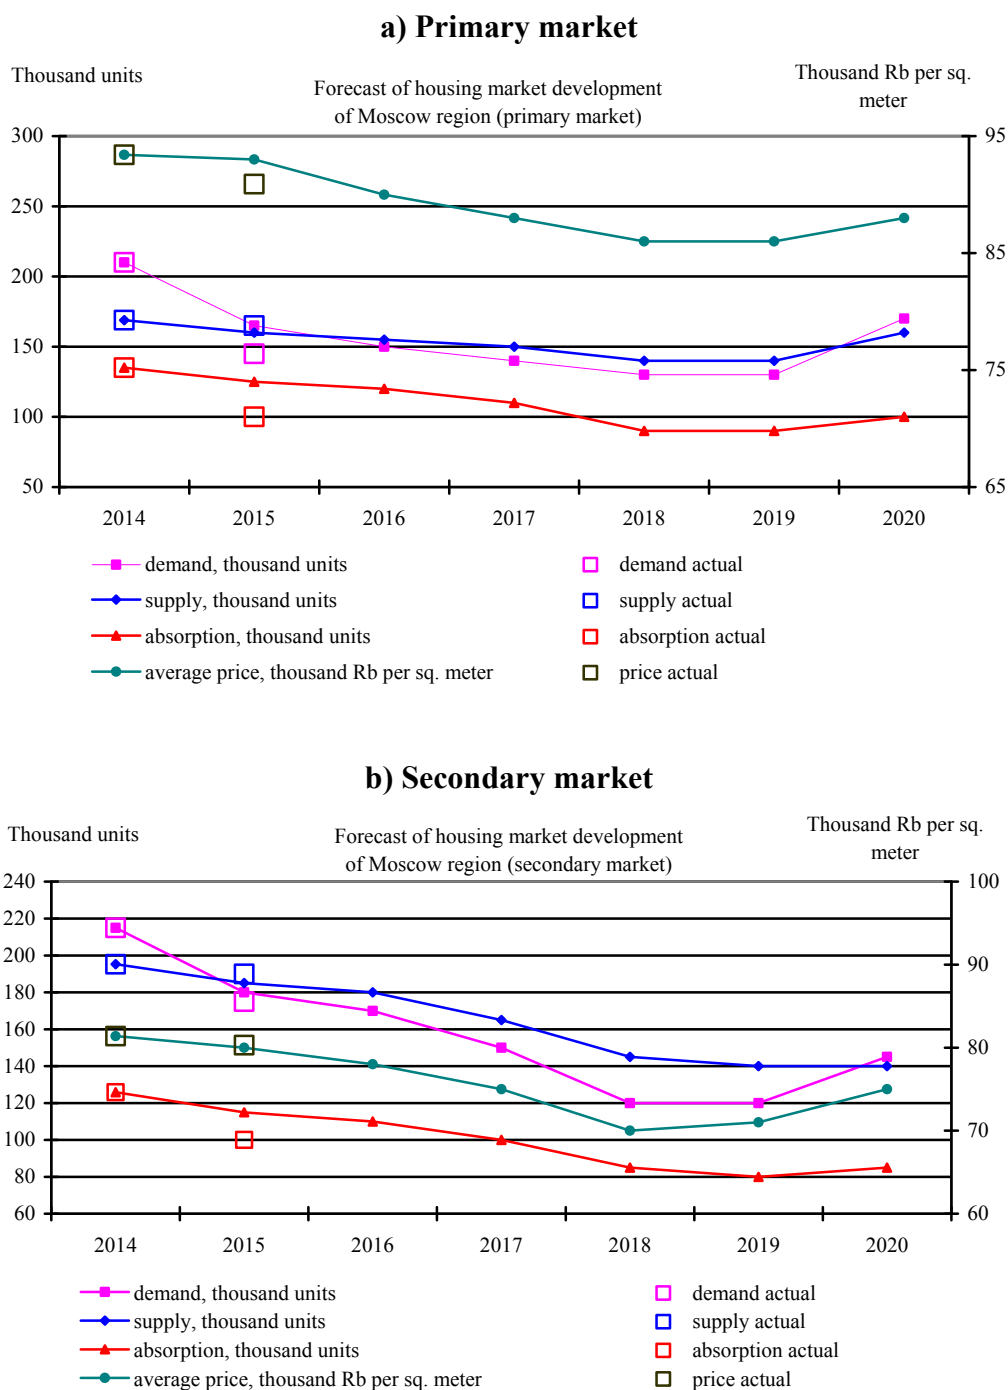 a) Primary market
Thousand units
Thousand Rb per sq.
meter
Forecast of housing market development
of Moscow region (primary market)
300
250
200
150
100
50
95
85
75
65
2014 2015 2016 2017 2018 2019 2020
demand, thousand units
demand actual
supply, thousand units
supply actual
absorption, thousand units
absorption actual
average price, thousand Rb per sq. meter
price actual
b) Secondary market
Thousand units
Thousand Rb per sq.
meter
Forecast of housing market development
of Moscow region (secondary market)
240
220
200
180
160
140
120
100
80
60
100
90
80
70
60
2014 2015 2016 2017 2018 2019 2020
demand, thousand units
demand actual
supply, thousand units
supply actual
absorption, thousand units
absorption actual
average price, thousand Rb per sq. meter
price actual